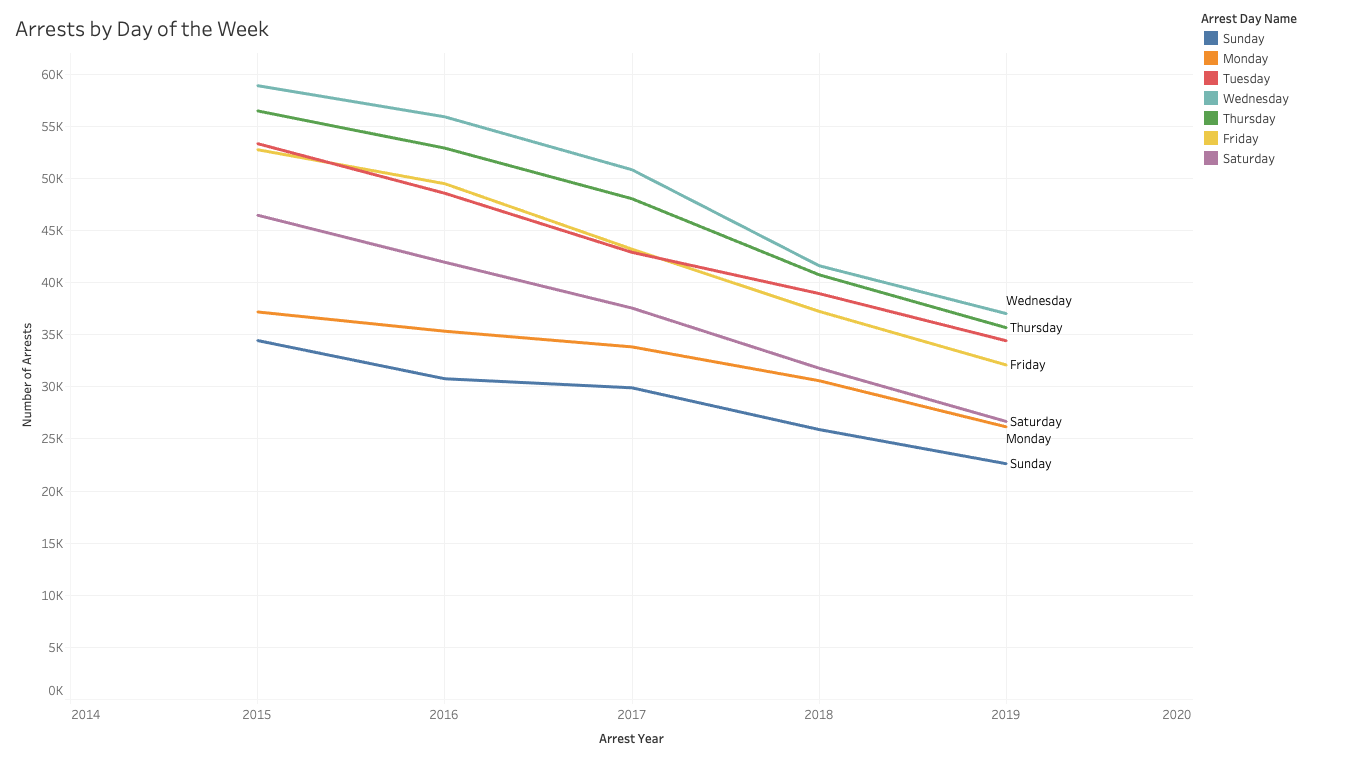 Arrests by Day of the Week
Arrest Day Name
Sunday
Monday
Tuesday
Wednesday
Thursday
Friday
Saturday
60K
55K
50K
45K
40K
35K
30K
25K
20K
15K
10K
5K
0K
Number of Arrests
Wednesday
Thursday
Friday
Saturday
Monday
Sunday
2014 2015 2016 2017 2018 2019 2020
Arrest Year